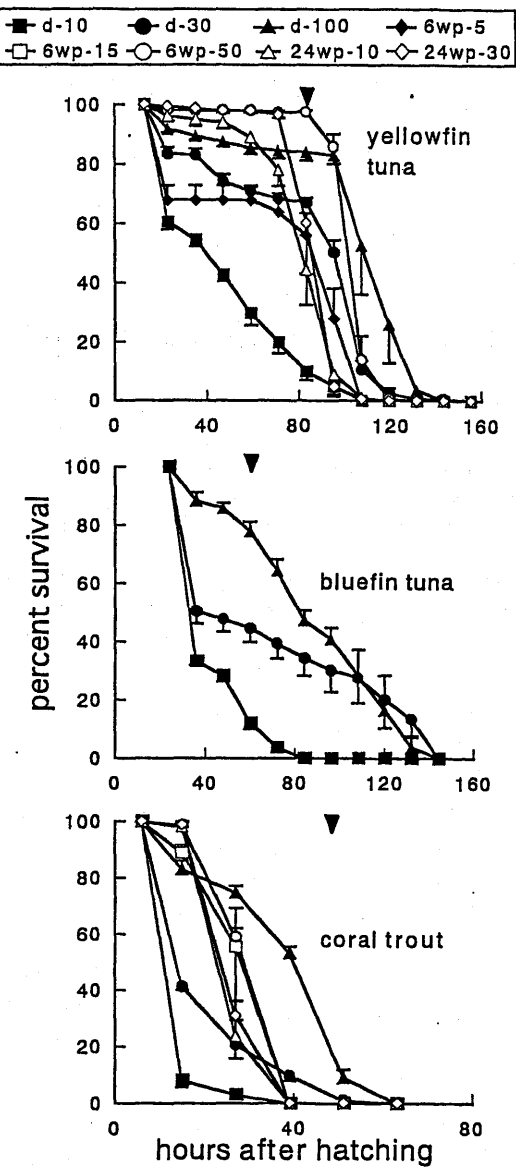 d-10 d-30 d-100 6wp-5
6wp-15 6wp-50 24wp-10 24wp-30
100
80
60
40
20
0
yellowfin
tuna
0 40 80 120 160
100
80
60
40
20
0
bluefin tuna
0 40 80 120 160
percent survival
100
80
60
40
20
0
coral trout
0 40 80
hours after hatching